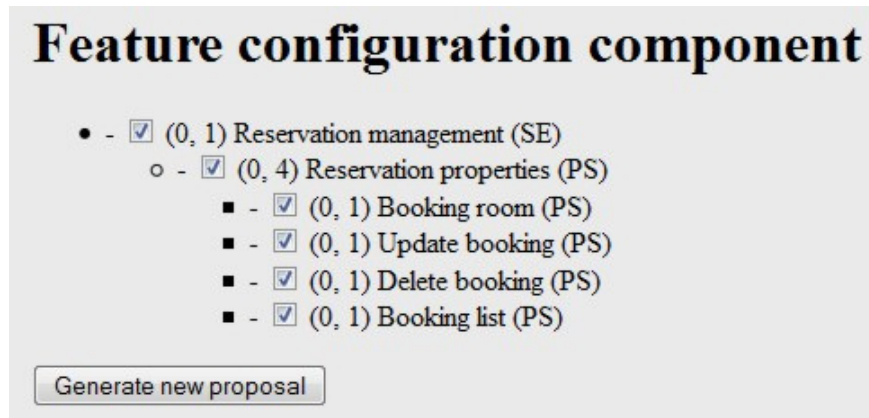 Feature configuration component
- (0, 1) Reservation management (SE)
- (0, 4) Reservation properties (PS)
- (0, 1) Booking room (PS)
- (0, 1) Update booking (PS)
- (0, 1) Delete booking (PS)
- (0, 1) Booking list (PS)
Generate new proposal